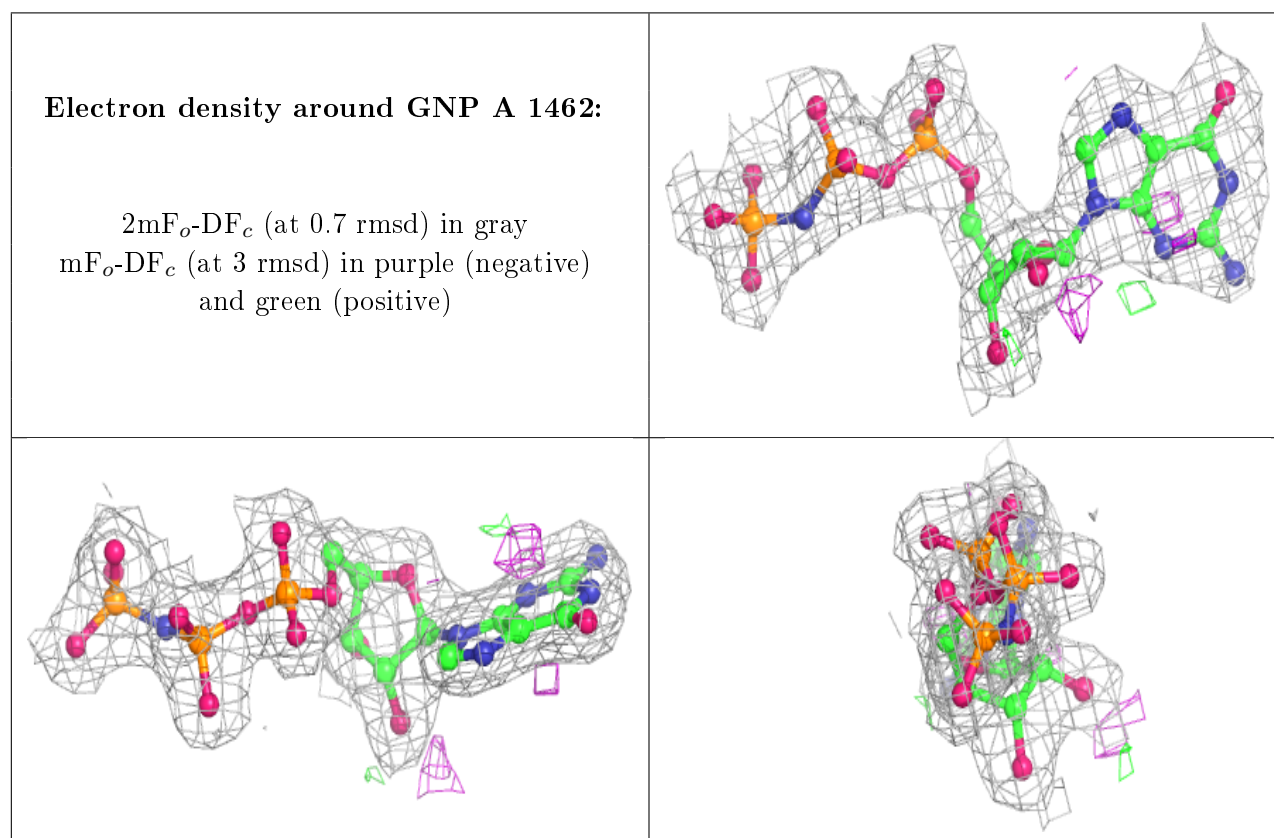 Electron density around GNP A 1462:
2mFo-DFc (at 0.7 rmsd) in gray
mFo-DFc (at 3 rmsd) in purple (negative)
and green (positive)